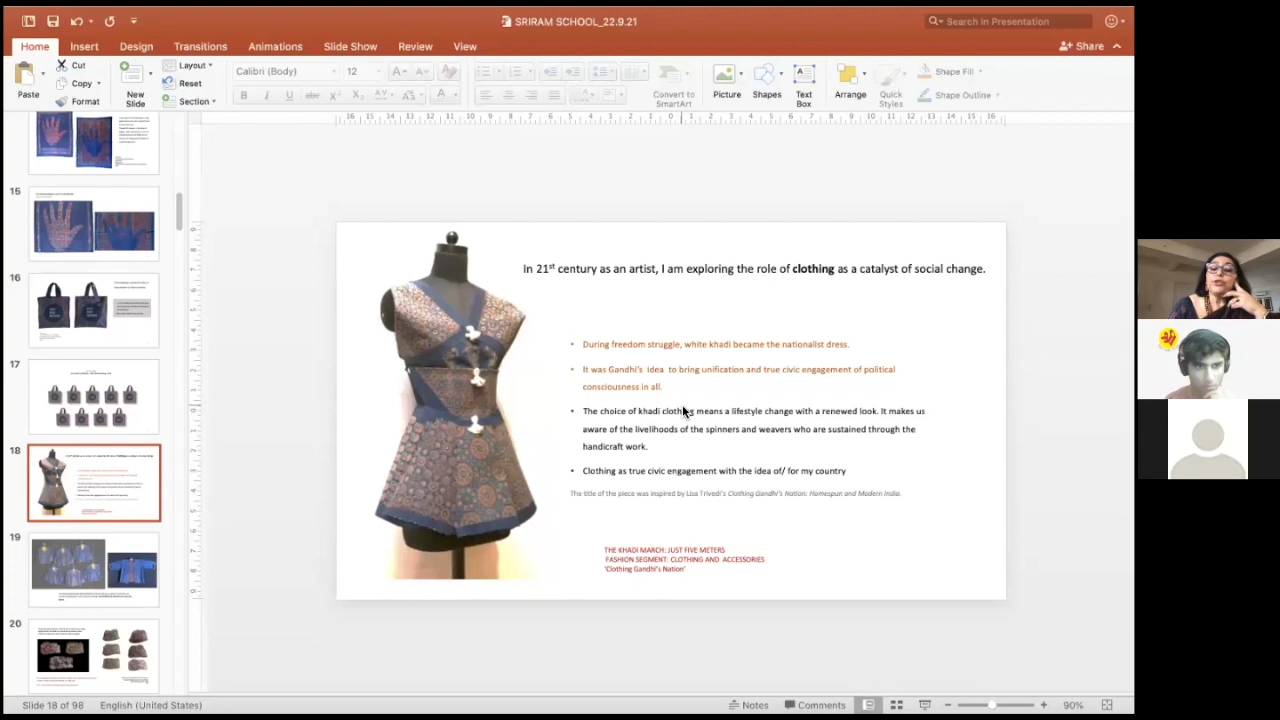 SRIRAM SCHOOL_22.9.21
Search in Presentation
Home Insert Design Transitions Animations Slide Show Review View
Share
Paste
Cut
Copy
Format
New Slide
Layout
Reset
Section
Calibri (Body) 12
Convert to SmartArt
Picture
Shapes
Text Box
Arrange
Quick Styles
Shape Fill
Shape Outline
15
16
17
18
19
20
In 21st century as an artist, I am exploring the role of clothing as a catalyst of social change.
• During freedom struggle, white khadi became the nationalist dress.
• It was Gandhi's idea to bring unification and true civic engagement of political
consciousness in all.
• The choice of khadi clothing means a lifestyle change with a renewed look. It makes us
aware of the livelihoods of the spinners and weavers who are sustained through the
handicraft work.
• Clothing as true civic engagement with the idea of/ for my country
The title of the piece was inspired by Lisa Trivedi's Clothing Gandhi's Nation: Homespun and Modern India.
THE KHADI MARCH: JUST FIVE METERS
FASHION SEGMENT: CLOTHING AND ACCESSORIES
'Clothing Gandhi's Nation'
Slide 18 of 98 English (United States)
Notes Comments 90%